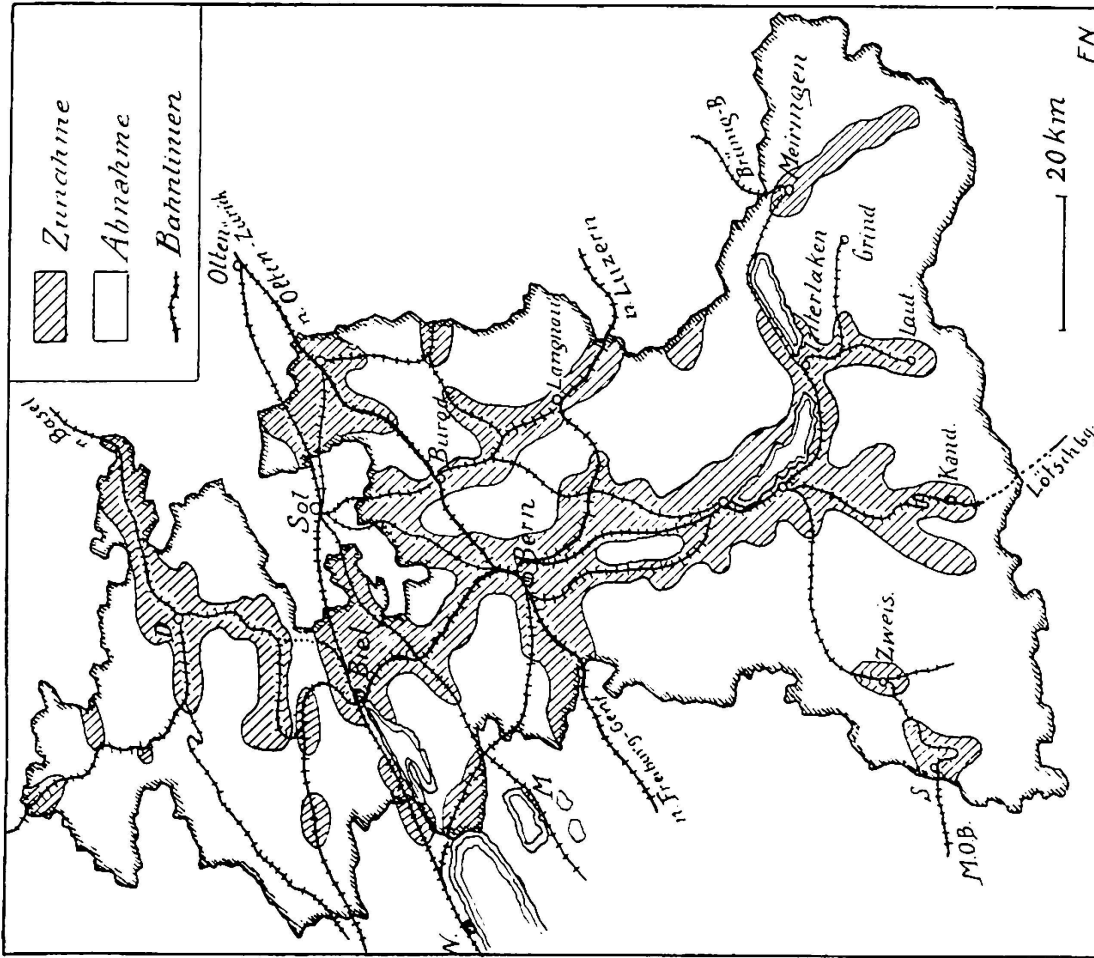 Zunahme
Abnahme
Bahnlinien
n. Basel
Olten
n. Olten-Zürich
D
Sol
Biel
Burgd
Langnau
n. Luzern
Bern
N.
M
n. Freiburg-Genf
Brünig-B
Meiringen
Interlaken
Grind
Laut.
Kand.
Lötschbg.
Zweis.
S
M.O.B.
20 km
FN